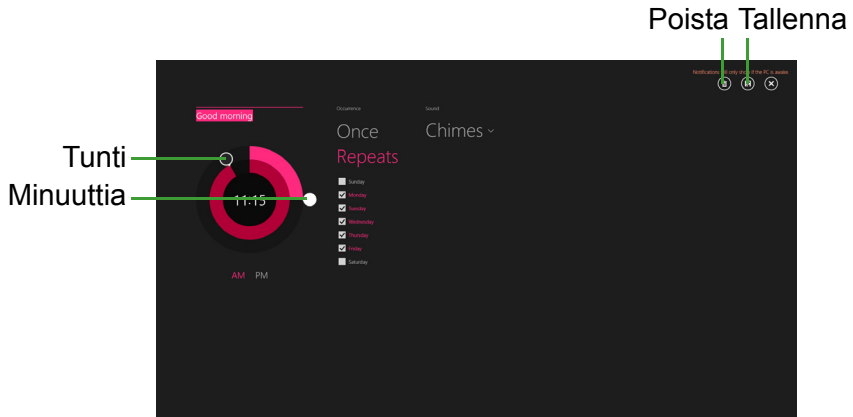 Poista Tallenna
Notifications will only show if the PC is awake
Good morning
Occurrence
Sound
Once
Chimes
Repeats
Tunti
Minuuttia
11:15
Sunday
Monday
Wednesday
Thursday
Friday
Saturday
AM PM